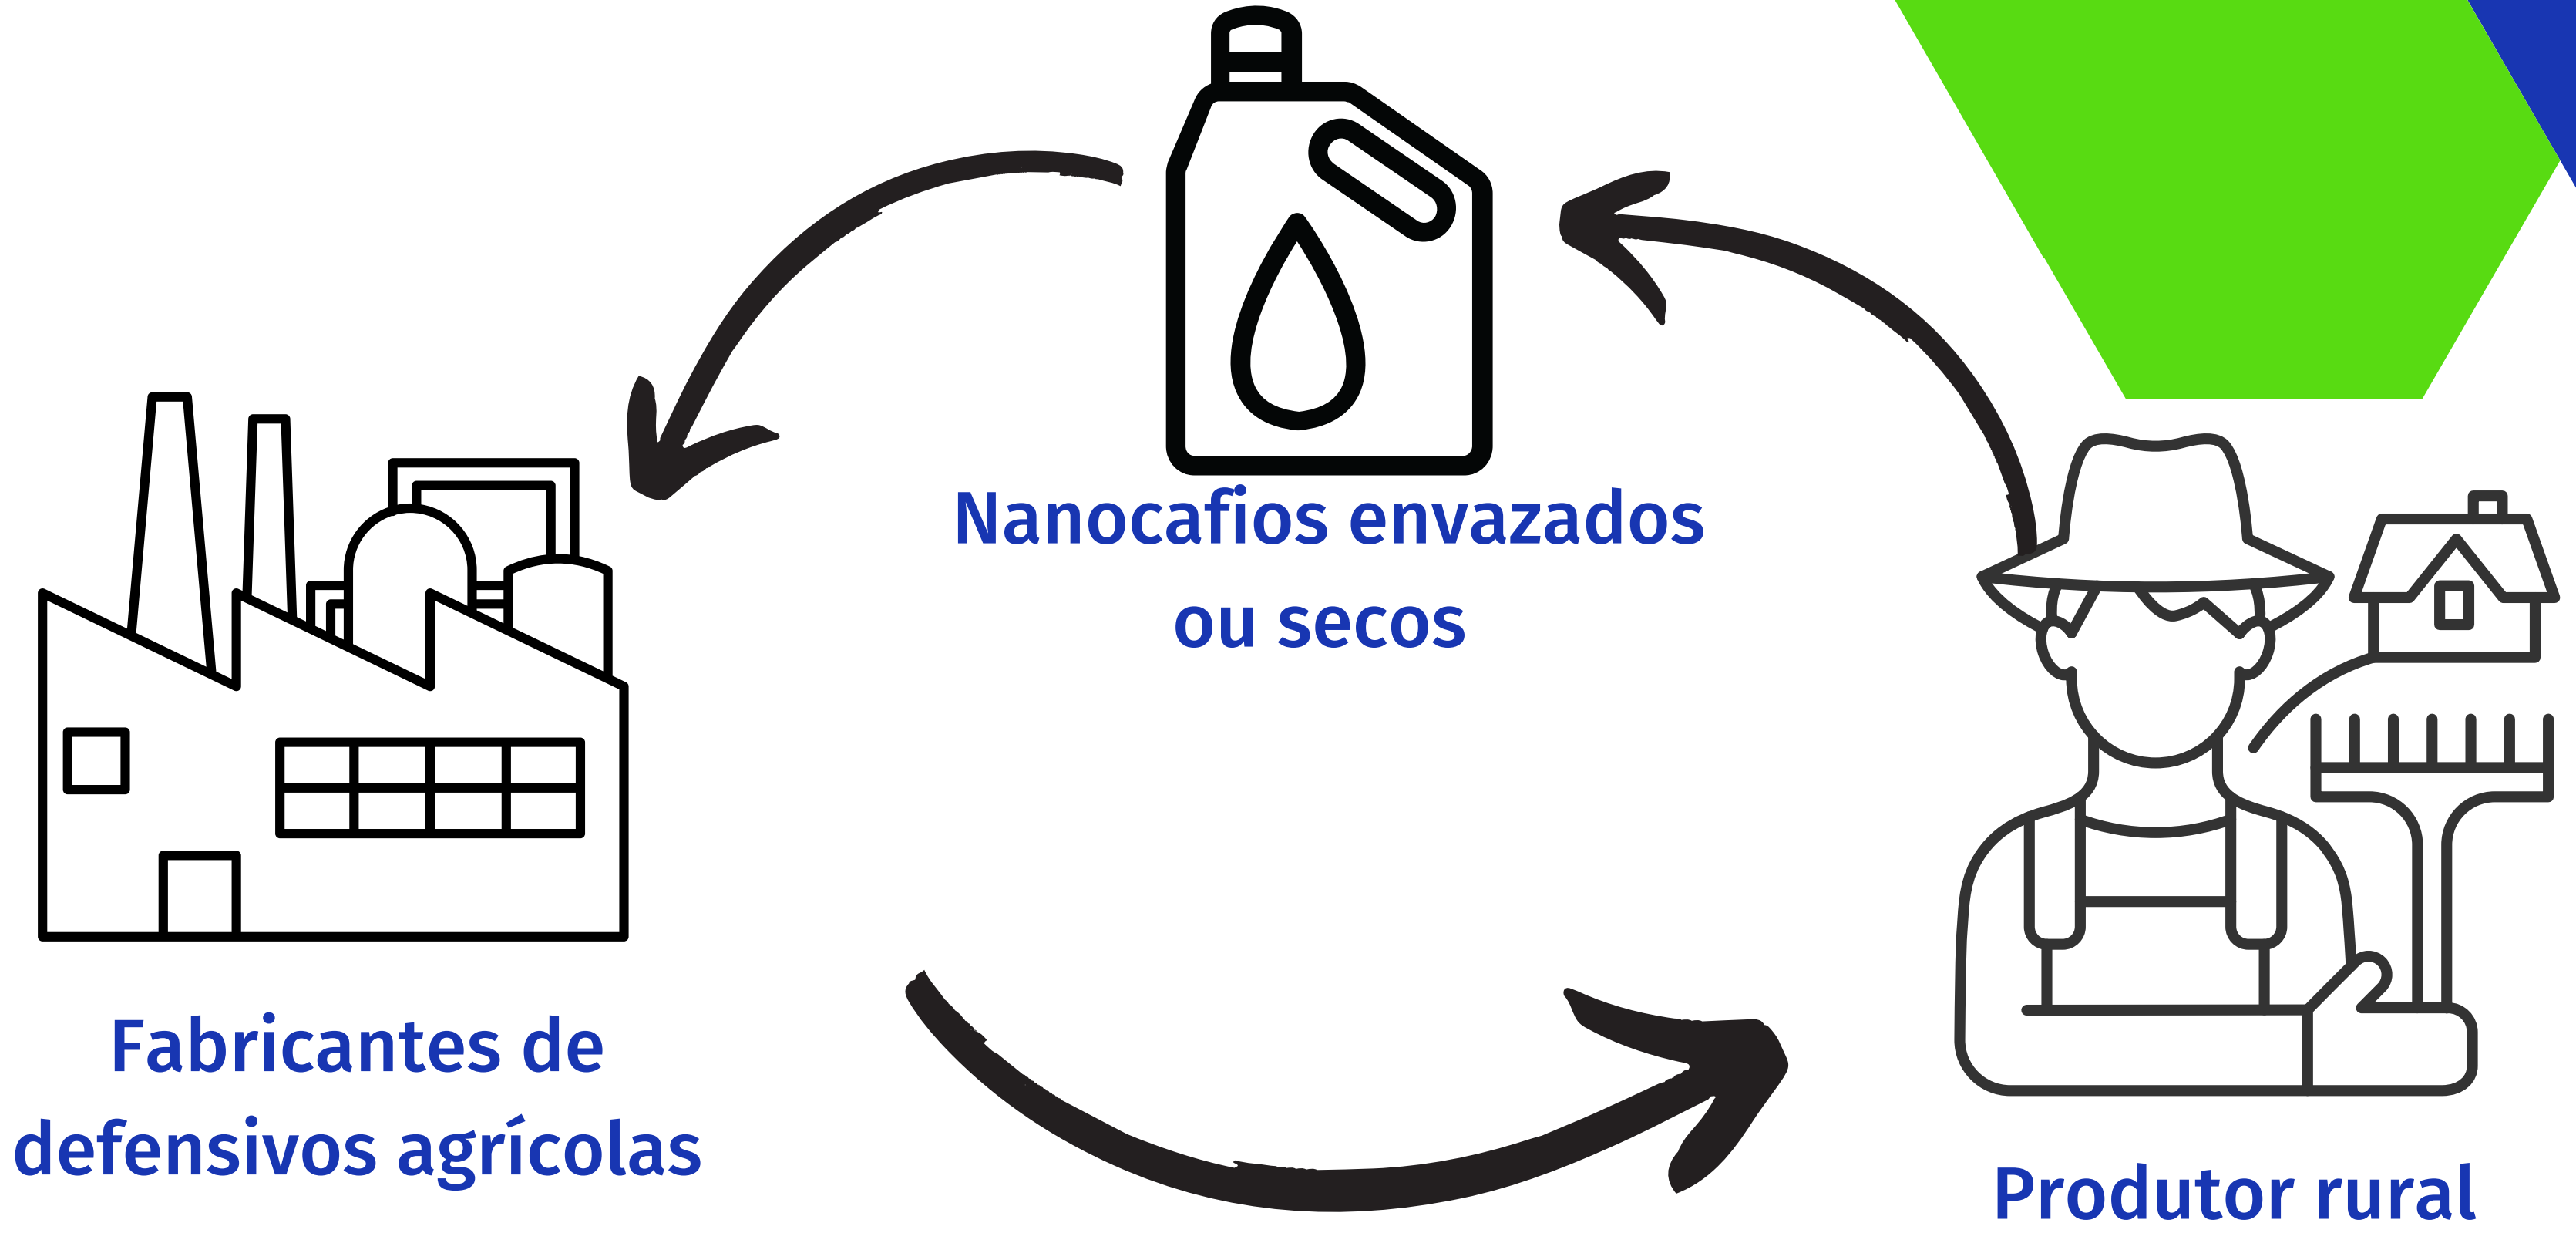 Nanocafios envazados
ou secos
Fabricantes de
defensivos agrícolas
Produtor rural